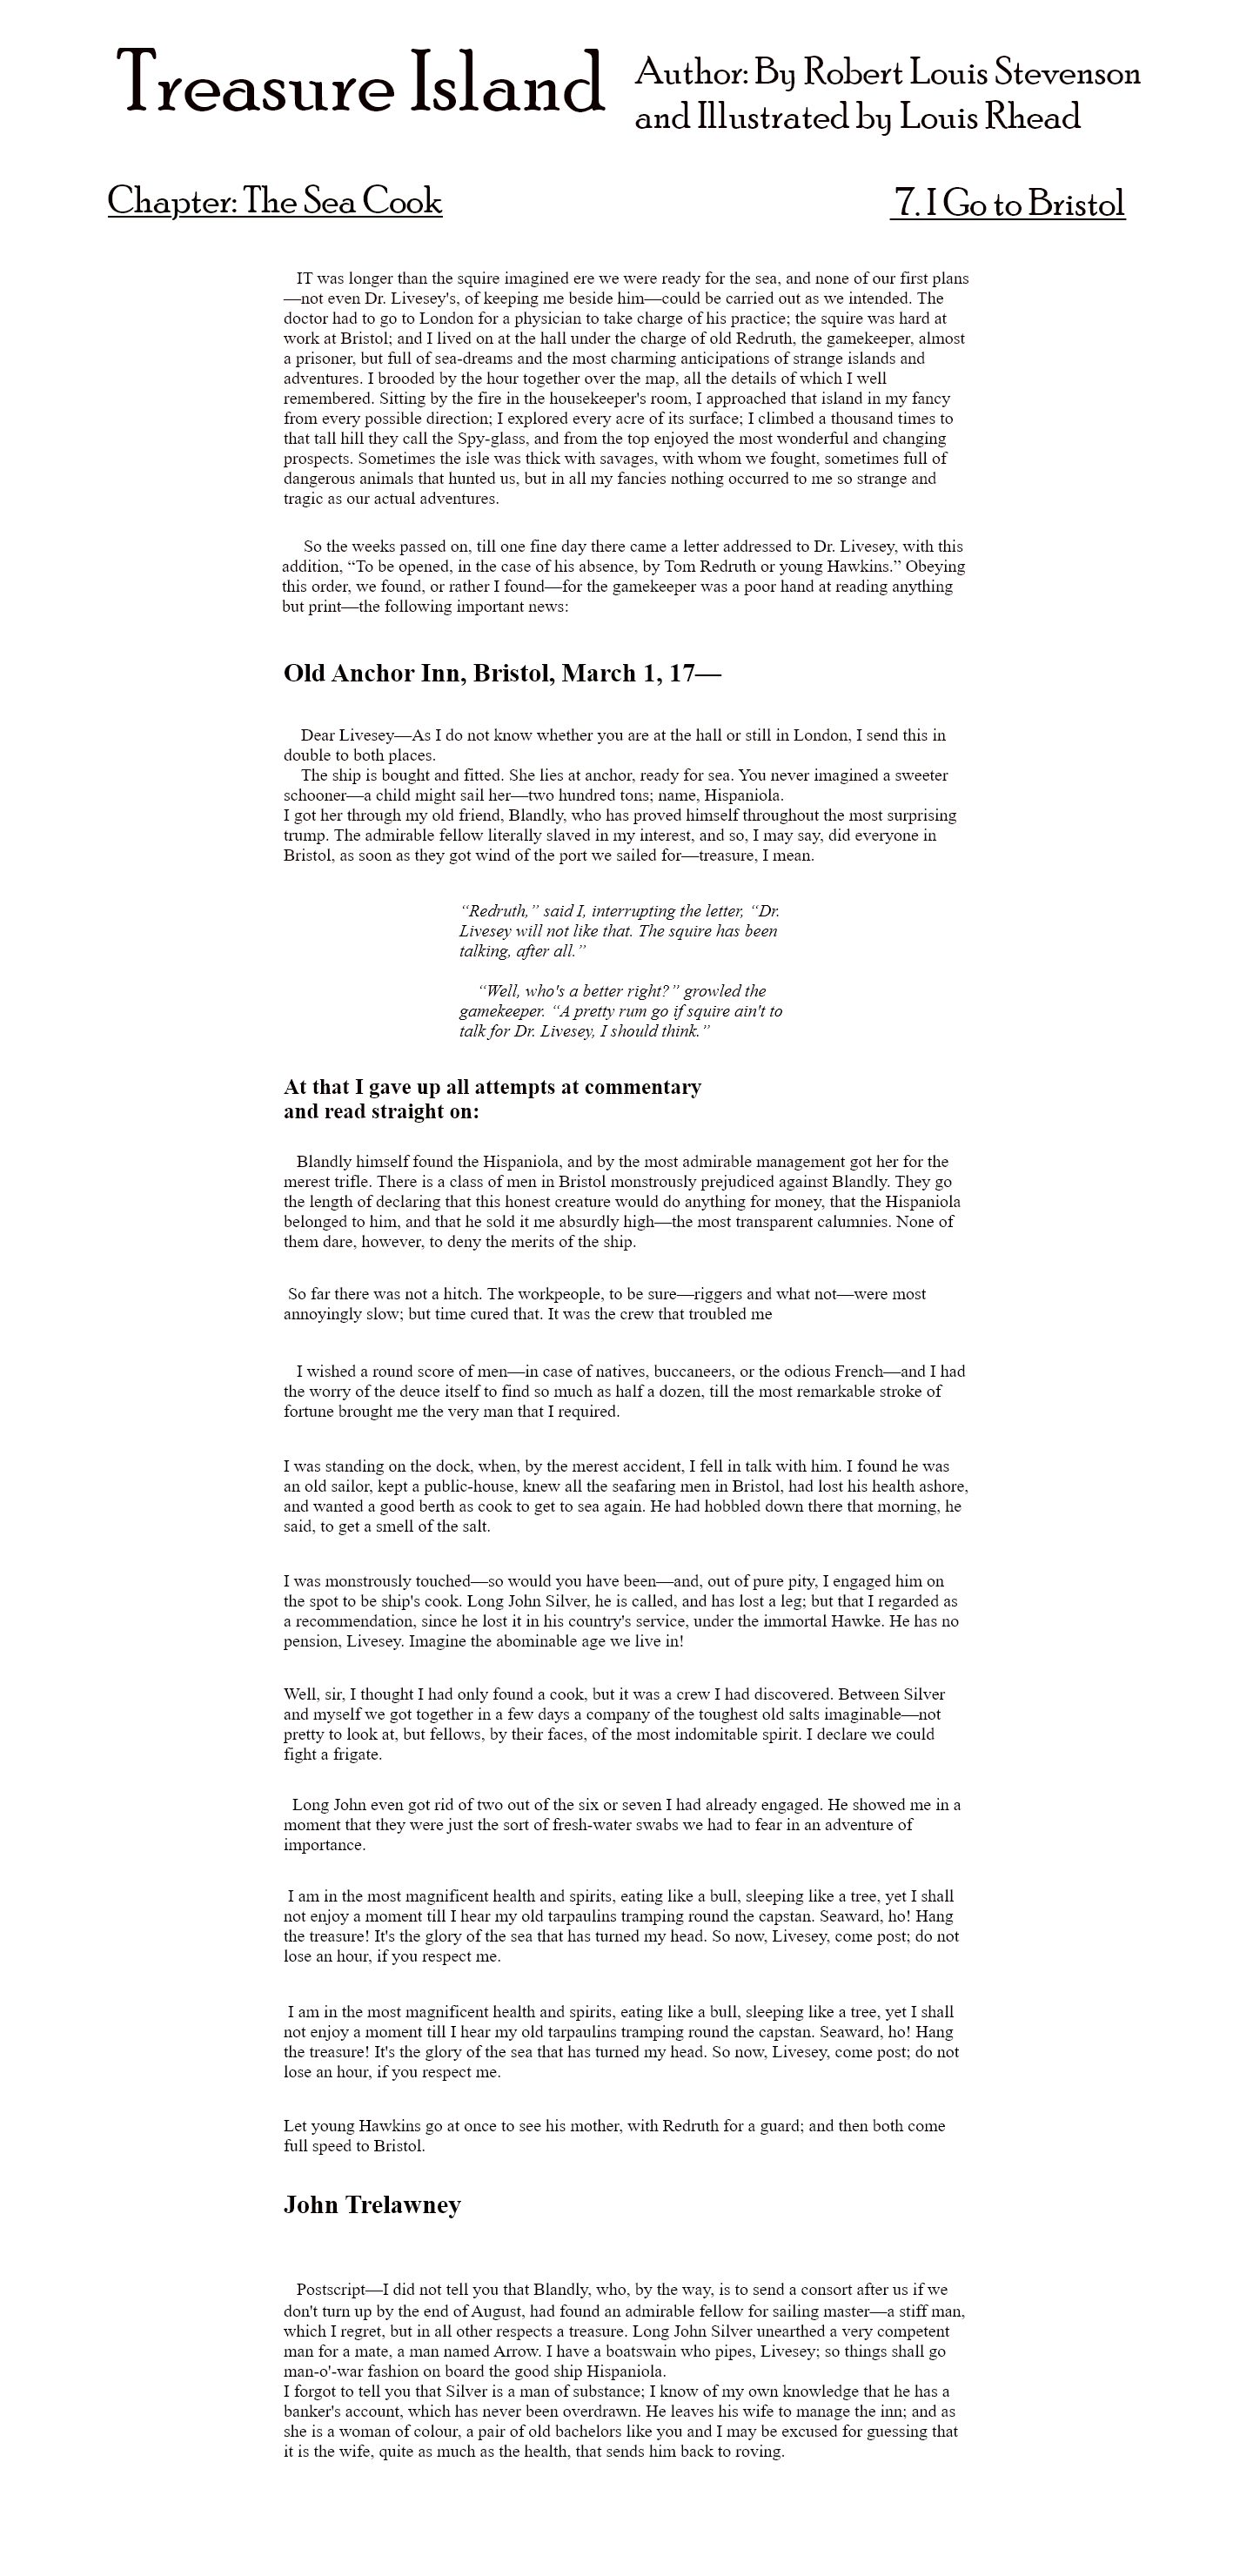 Treasure Island
Author: By Robert Louis Stevenson
and Illustrated by Louis Rhead
Chapter: The Sea Cook
7. I Go to Bristol
IT was longer than the squire imagined ere we were ready for the sea, and none of our first plans
—not even Dr. Livesey's, of keeping me beside him—could be carried out as we intended. The
doctor had to go to London for a physician to take charge of his practice; the squire was hard at
work at Bristol; and I lived on at the hall under the charge of old Redruth, the gamekeeper, almost
a prisoner, but full of sea-dreams and the most charming anticipations of strange islands and
adventures. I brooded by the hour together over the map, all the details of which I well
remembered. Sitting by the fire in the housekeeper's room, I approached that island in my fancy
from every possible direction; I explored every acre of its surface; I climbed a thousand times to
that tall hill they call the Spy-glass, and from the top enjoyed the most wonderful and changing
prospects. Sometimes the isle was thick with savages, with whom we fought, sometimes full of
dangerous animals that hunted us, but in all my fancies nothing occurred to me so strange and
tragic as our actual adventures.
So the weeks passed on, till one fine day there came a letter addressed to Dr. Livesey, with this
addition, “To be opened, in the case of his absence, by Tom Redruth or young Hawkins.” Obeying
this order, we found, or rather I found—for the gamekeeper was a poor hand at reading anything
but print—the following important news:
Old Anchor Inn, Bristol, March 1, 17—
Dear Livesey—As I do not know whether you are at the hall or still in London, I send this in
double to both places.
The ship is bought and fitted. She lies at anchor, ready for sea. You never imagined a sweeter
schooner—a child might sail her—two hundred tons; name, Hispaniola.
I got her through my old friend, Blandly, who has proved himself throughout the most surprising
trump. The admirable fellow literally slaved in my interest, and so, I may say, did everyone in
Bristol, as soon as they got wind of the port we sailed for—treasure, I mean.
“Redruth,” said I, interrupting the letter, “Dr.
Livesey will not like that. The squire has been
talking, after all.”
“Well, who's a better right?” growled the
gamekeeper. “A pretty rum go if squire ain't to
talk for Dr. Livesey, I should think.”
At that I gave up all attempts at commentary
and read straight on:
Blandly himself found the Hispaniola, and by the most admirable management got her for the
merest trifle. There is a class of men in Bristol monstrously prejudiced against Blandly. They go
the length of declaring that this honest creature would do anything for money, that the Hispaniola
belonged to him, and that he sold it me absurdly high—the most transparent calumnies. None of
them dare, however, to deny the merits of the ship.
So far there was not a hitch. The workpeople, to be sure—riggers and what not—were most
annoyingly slow; but time cured that. It was the crew that troubled me
I wished a round score of men—in case of natives, buccaneers, or the odious French—and I had
the worry of the deuce itself to find so much as half a dozen, till the most remarkable stroke of
fortune brought me the very man that I required.
I was standing on the dock, when, by the merest accident, I fell in talk with him. I found he was
an old sailor, kept a public-house, knew all the seafaring men in Bristol, had lost his health ashore,
and wanted a good berth as cook to get to sea again. He had hobbled down there that morning, he
said, to get a smell of the salt.
I was monstrously touched—so would you have been—and, out of pure pity, I engaged him on
the spot to be ship's cook. Long John Silver, he is called, and has lost a leg; but that I regarded as
a recommendation, since he lost it in his country's service, under the immortal Hawke. He has no
pension, Livesey. Imagine the abominable age we live in!
Well, sir, I thought I had only found a cook, but it was a crew I had discovered. Between Silver
and myself we got together in a few days a company of the toughest old salts imaginable—not
pretty to look at, but fellows, by their faces, of the most indomitable spirit. I declare we could
fight a frigate.
Long John even got rid of two out of the six or seven I had already engaged. He showed me in a
moment that they were just the sort of fresh-water swabs we had to fear in an adventure of
importance.
I am in the most magnificent health and spirits, eating like a bull, sleeping like a tree, yet I shall
not enjoy a moment till I hear my old tarpaulins tramping round the capstan. Seaward, ho! Hang
the treasure! It's the glory of the sea that has turned my head. So now, Livesey, come post; do not
lose an hour, if you respect me.
I am in the most magnificent health and spirits, eating like a bull, sleeping like a tree, yet I shall
not enjoy a moment till I hear my old tarpaulins tramping round the capstan. Seaward, ho! Hang
the treasure! It's the glory of the sea that has turned my head. So now, Livesey, come post; do not
lose an hour, if you respect me.
Let young Hawkins go at once to see his mother, with Redruth for a guard; and then both come
full speed to Bristol.
John Trelawney
Postscript—I did not tell you that Blandly, who, by the way, is to send a consort after us if we
don't turn up by the end of August, had found an admirable fellow for sailing master—a stiff man,
which I regret, but in all other respects a treasure. Long John Silver unearthed a very competent
man for a mate, a man named Arrow. I have a boatswain who pipes, Livesey; so things shall go
man-o'-war fashion on board the good ship Hispaniola.
I forgot to tell you that Silver is a man of substance; I know of my own knowledge that he has a
banker's account, which has never been overdrawn. He leaves his wife to manage the inn; and as
she is a woman of colour, a pair of old bachelors like you and I may be excused for guessing that
it is the wife, quite as much as the health, that sends him back to roving.